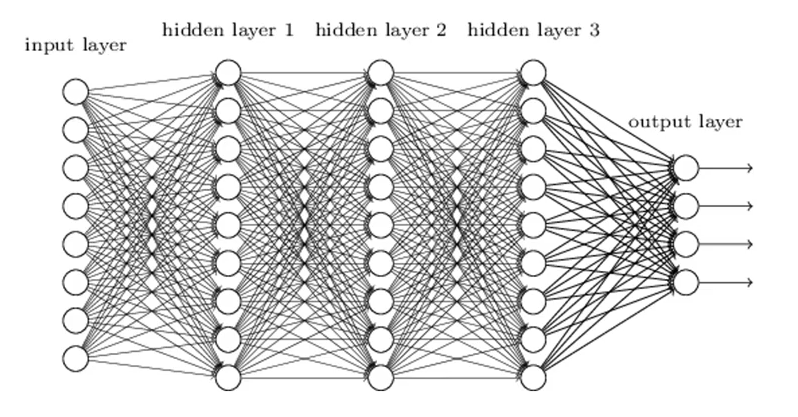 input layer
hidden layer 1
hidden layer 2
hidden layer 3
output layer